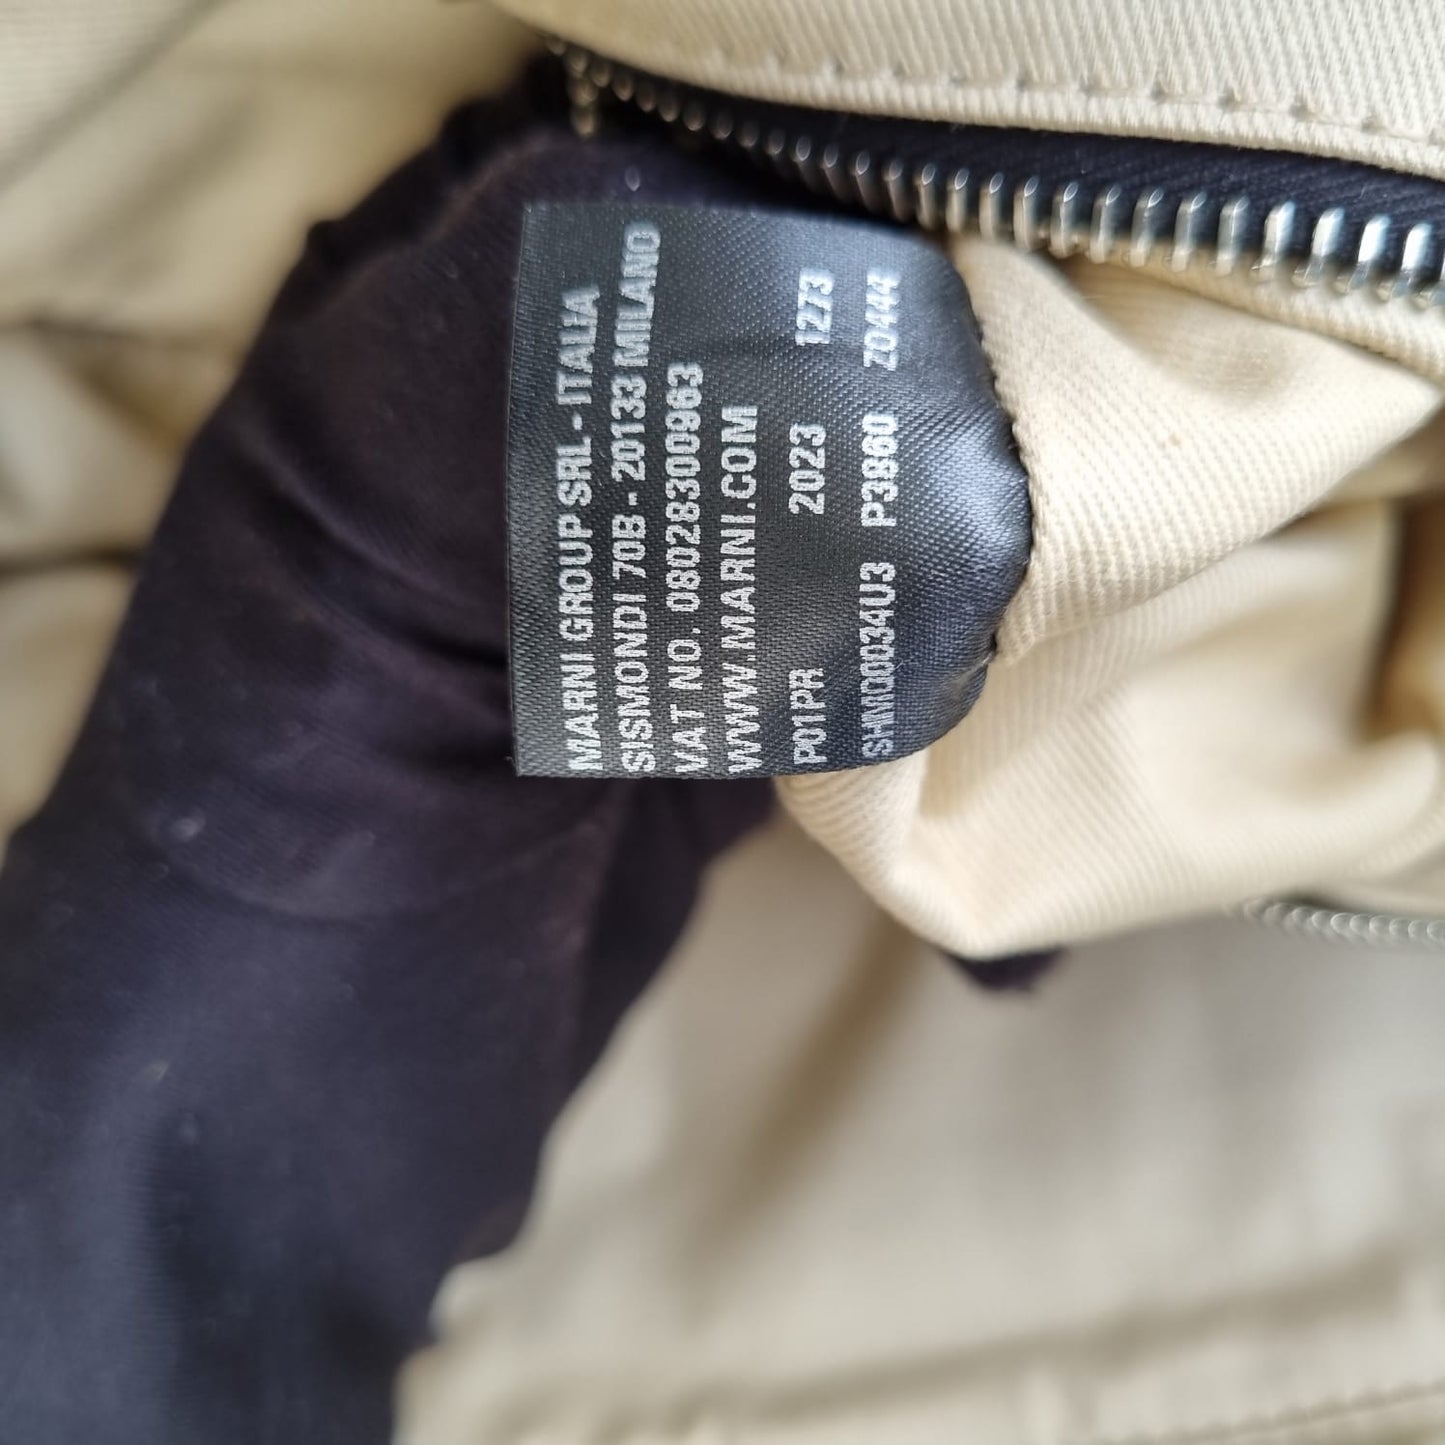 MARNI GROUP SRL - ITALIA
SISMONDI 70B - 20133 MILANO
VAT NO. 08028300963
WWW.MARNI.COM
P01PR 2023 1273
SHM00034U3 P3860 Z0444